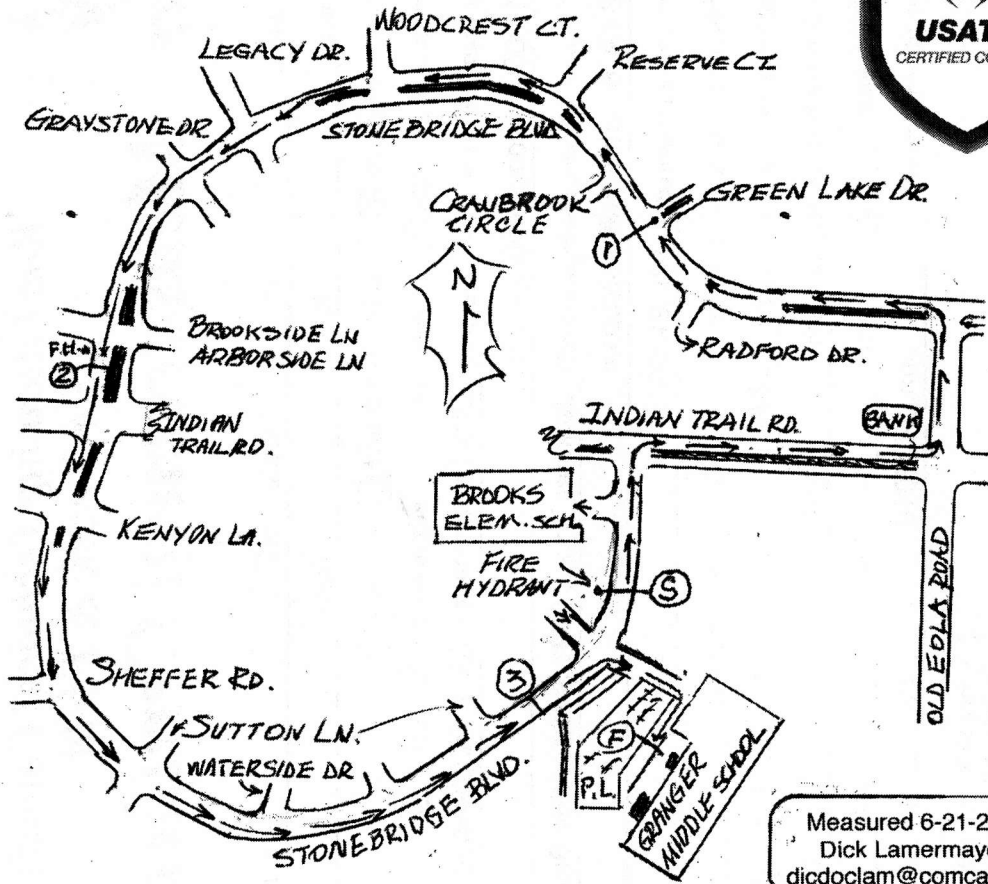 WOODCREST CT.
LEGACY DR.
RESERVE CT.
USAT
CERTIFIED CO
GRAYSTONE DR
STONEBRIDGE BLVD
CRANBROOK
CIRCLE
GREEN LAKE DR.
1
N
BROOKSIDE LN
ARBORSIDE LN
F.H.
2
RADFORD DR.
INDIAN
TRAIL RD.
INDIAN TRAIL RD.
BANK
BROOKS
ELEM. SCH.
KENYON LA.
FIRE
HYDRANT
S
OLD EOLA ROAD
SHEFFER RD.
3
SUTTON LN.
WATERSIDE DR
F
P.L.
GRANGER
MIDDLE SCHOOL
STONEBRIDGE BLVD.
Measured 6-21-2
Dick Lamermay
dicdoclam@comca